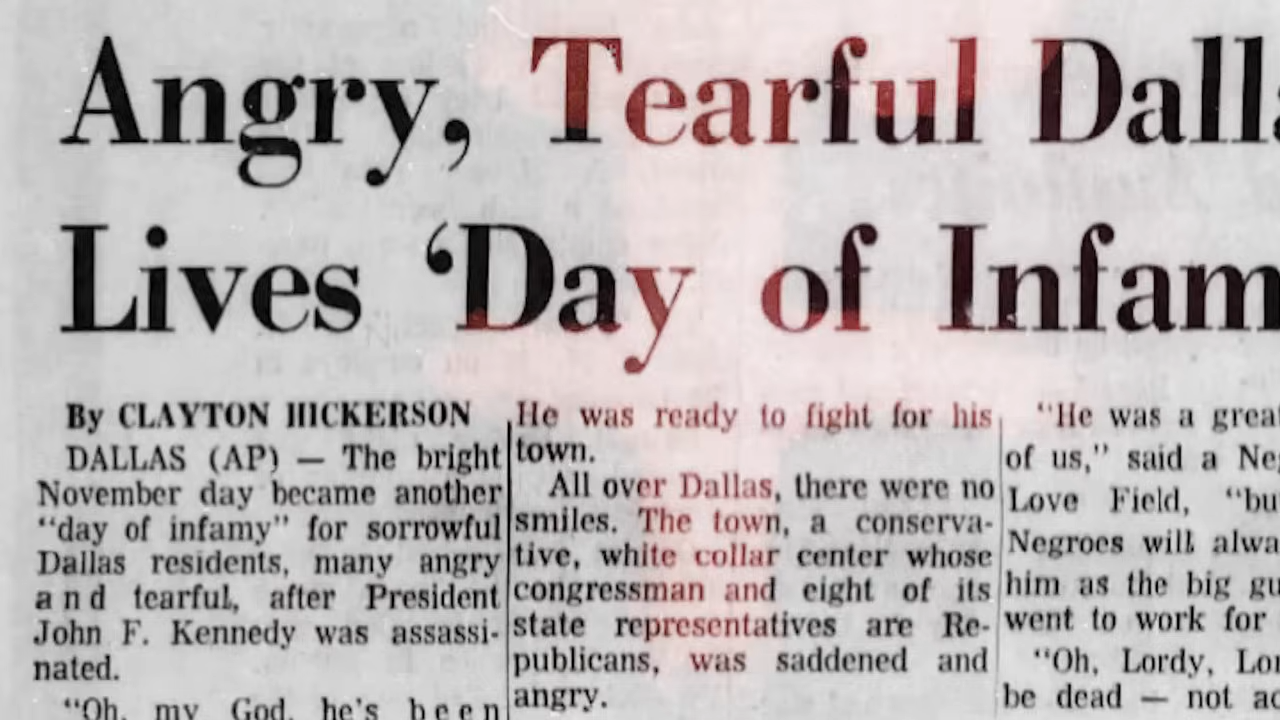 Angry, Tearful Dall
Lives ‘Day of Infam
By CLAYTON HICKERSON
DALLAS (AP) — The bright
November day became another
“day of infamy” for sorrowful
Dallas residents, many angry
and tearful, after President
John F. Kennedy was assassi-
nated.
“Oh, my God, he's been
He was ready to fight for his
town.
All over Dallas, there were no
smiles. The town, a conserva-
tive, white collar center whose
congressman and eight of its
state representatives are Re-
publicans, was saddened and
angry.
“He was a grea
of us,” said a Ne
Love Field, “bu
Negroes will alwa
him as the big gu
went to work for
“Oh, Lordy, Lor
be dead — not ac